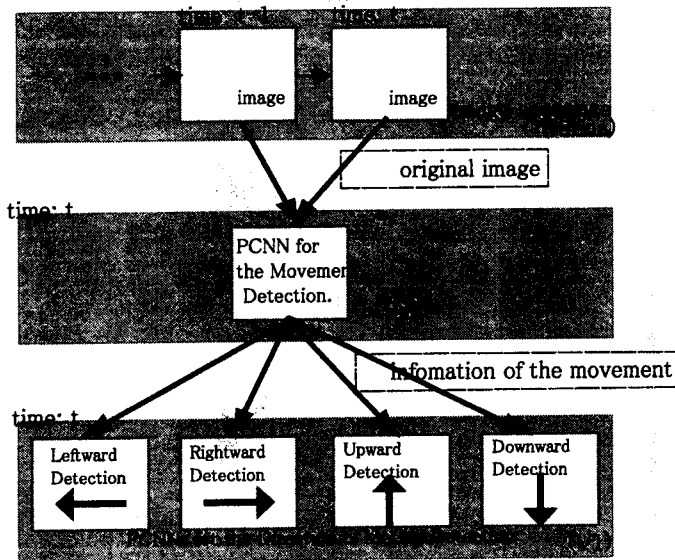 time: t-1
time: t
image
image
original image
time: t
PCNN for
the Movemen
Detection.
infomation of the movement
time: t
Leftward
Detection
Rightward
Detection
Upward
Detection
Downward
Detection